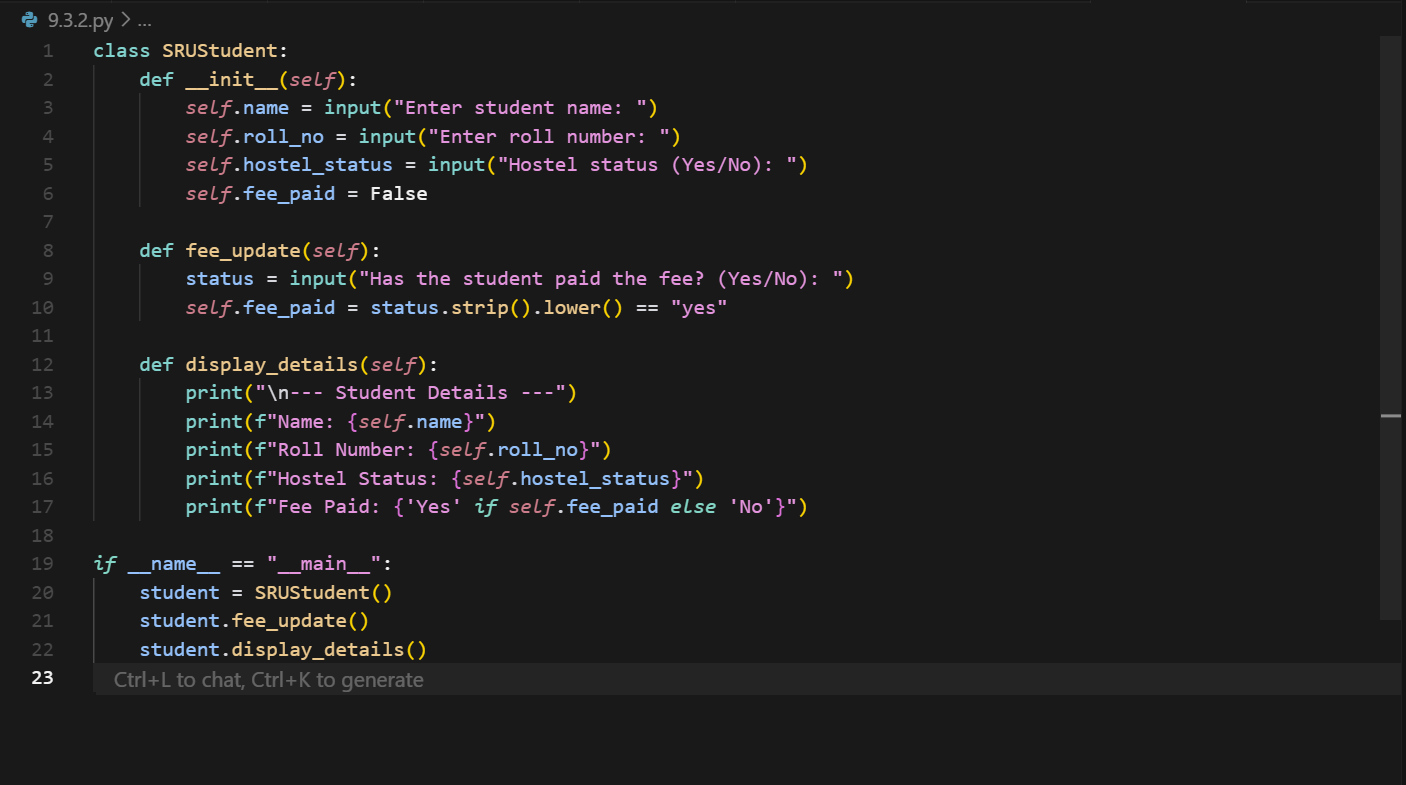 9.3.2.py > ...
1 class SRUStudent:
2     def __init__(self):
3         self.name = input("Enter student name: ")
4         self.roll_no = input("Enter roll number: ")
5         self.hostel_status = input("Hostel status (Yes/No): ")
6         self.fee_paid = False
7
8     def fee_update(self):
9         status = input("Has the student paid the fee? (Yes/No): ")
10         self.fee_paid = status.strip().lower() == "yes"
11
12     def display_details(self):
13         print("\n--- Student Details ---")
14         print(f"Name: {self.name}")
15         print(f"Roll Number: {self.roll_no}")
16         print(f"Hostel Status: {self.hostel_status}")
17         print(f"Fee Paid: {'Yes' if self.fee_paid else 'No'}")
18
19 if __name__ == "__main__":
20     student = SRUStudent()
21     student.fee_update()
22     student.display_details()
23 Ctrl+L to chat, Ctrl+K to generate